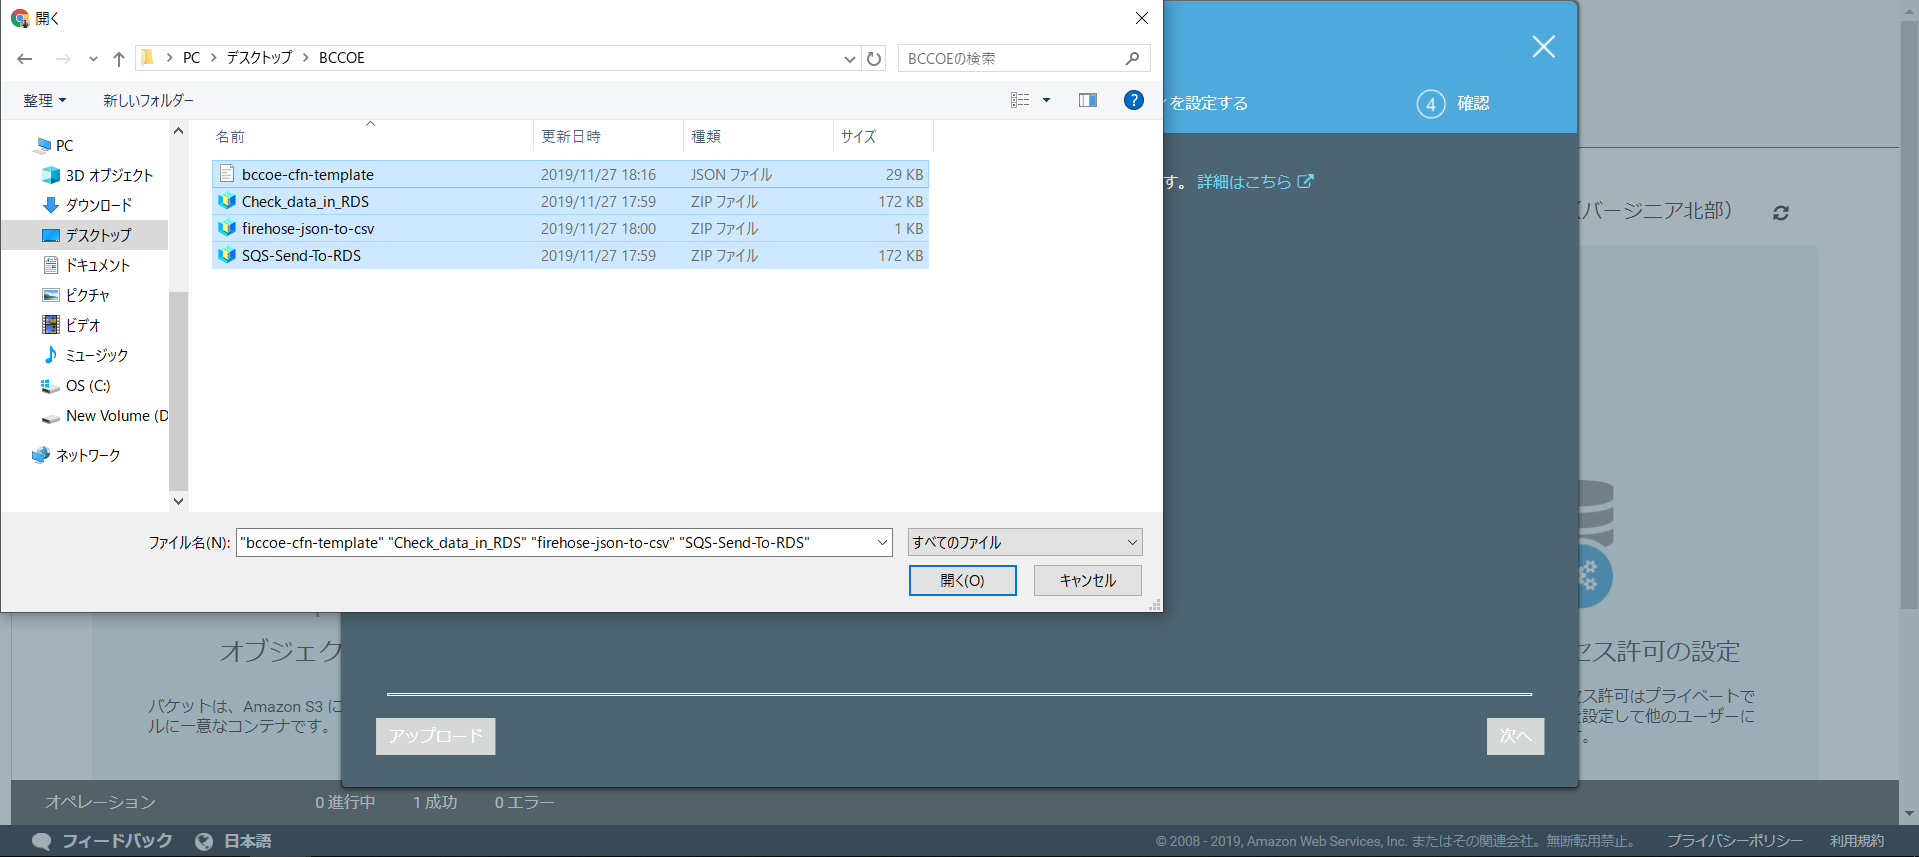 開く
PC > デスクトップ > BCCOE
BCCOEの検索
整理
新しいフォルダー
名前
更新日時
種類
サイズ
PC
3D オブジェクト
ダウンロード
デスクトップ
ドキュメント
ピクチャ
ビデオ
ミュージック
OS (C:)
New Volume (D
ネットワーク
bccoe-cfn-template 2019/11/27 18:16 JSON ファイル 29 KB
Check_data_in_RDS 2019/11/27 17:59 ZIP ファイル 172 KB
firehose-json-to-csv 2019/11/27 18:00 ZIP ファイル 1 KB
SQS-Send-To-RDS 2019/11/27 17:59 ZIP ファイル 172 KB
ファイル名(N):
"bccoe-cfn-template" "Check_data_in_RDS" "firehose-json-to-csv" "SQS-Send-To-RDS"
すべてのファイル
開く(O)
キャンセル
を設定する
4 確認
す。 詳細はこちら
(バージニア北部)
オブジェク
バケットは、Amazon S3 に
ルに一意なコンテナです。
セス許可の設定
ス許可はプライベートで
設定して他のユーザーに
。
アップロード
次へ
オペレーション
0 進行中
1 成功
0 エラー
フィードバック
日本語
© 2008 - 2019, Amazon Web Services, Inc. またはその関連会社。無断転用禁止。
プライバシーポリシー
利用規約